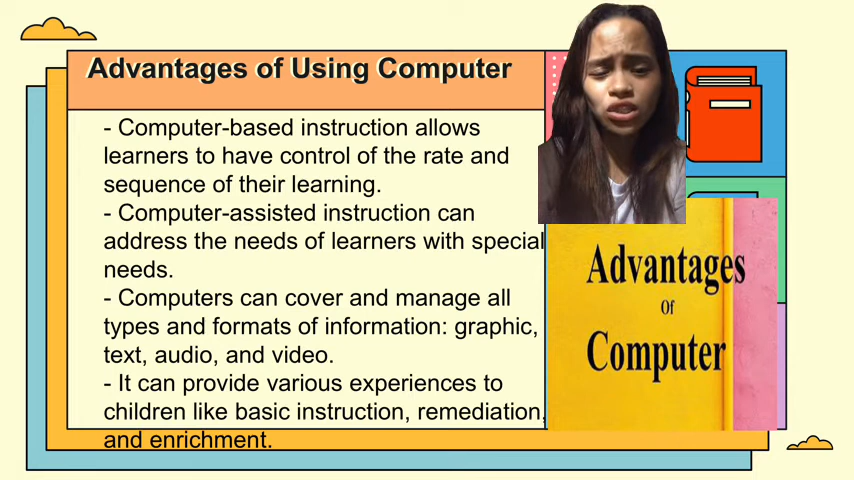 Advantages of Using Computer
- Computer-based instruction allows
learners to have control of the rate and
sequence of their learning.
- Computer-assisted instruction can
address the needs of learners with special
needs.
- Computers can cover and manage all
types and formats of information: graphic,
text, audio, and video.
- It can provide various experiences to
children like basic instruction, remediation,
and enrichment.
Advantages
Of
Computer